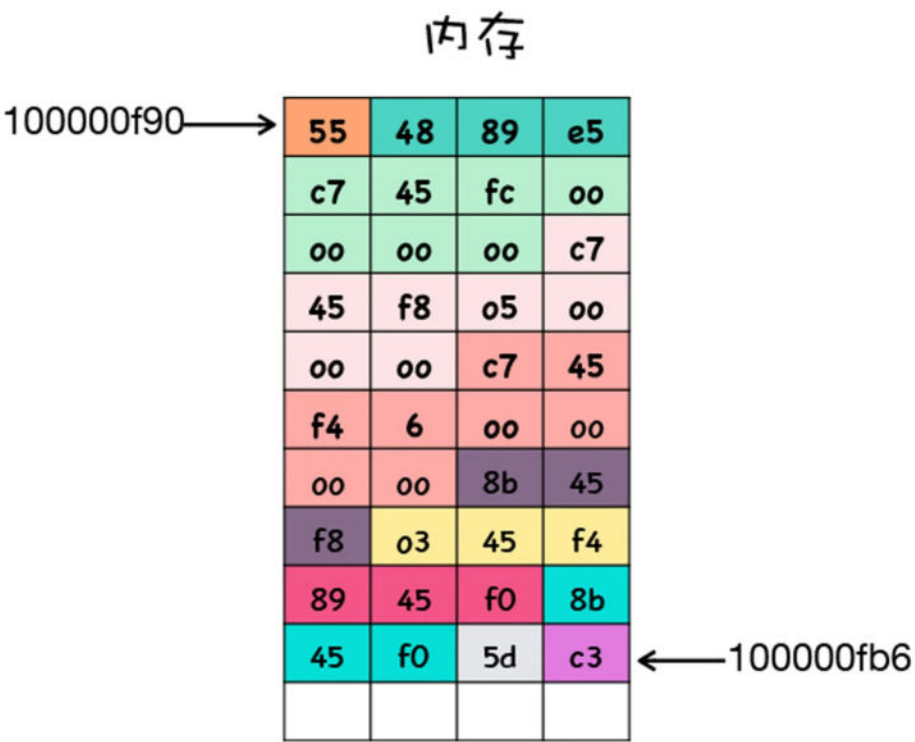 内存
100000f90 55 48 89 e5
c7 45 fc 00
00 00 00 c7
45 f8 05 00
00 00 c7 45
f4 6 00 00
00 00 8b 45
f8 03 45 f4
89 45 f0 8b
45 f0 5d c3 100000fb6